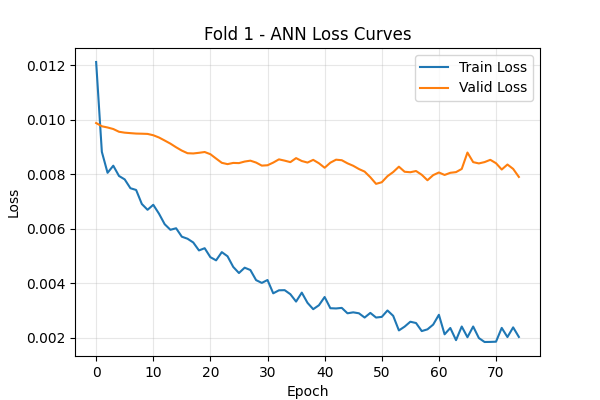 Fold 1 - ANN Loss Curves
Train Loss
Valid Loss
0.012
0.010
0.008
0.006
0.004
0.002
Loss
0 10 20 30 40 50 60 70
Epoch